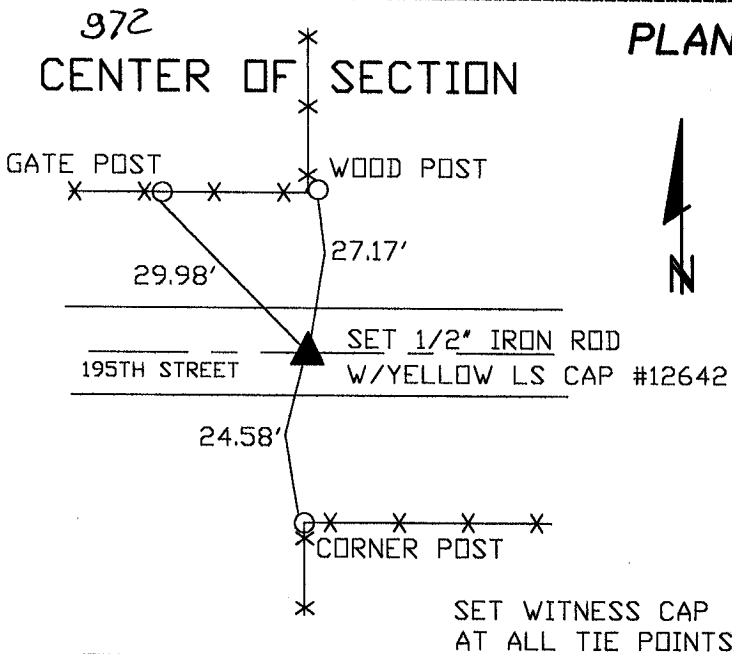 972
PLAN
CENTER OF SECTION
GATE POST
WOOD POST
27.17'
29.98'
N
SET 1/2" IRON ROD
195TH STREET
W/YELLOW LS CAP #12642
24.58'
CORNER POST
SET WITNESS CAP
AT ALL TIE POINTS